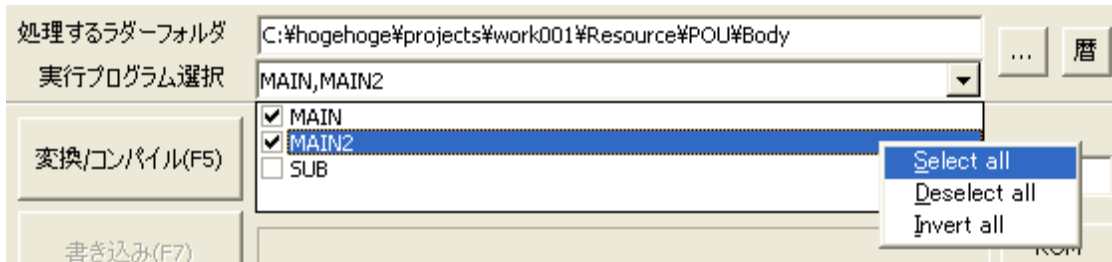 処理するラダーフォルダ C:¥hogehoge¥projects¥work001¥Resource¥POU¥Body ... 暦
実行プログラム選択 MAIN,MAIN2
MAIN
MAIN2
SUB
変換/コンパイル(F5)
Select all
Deselect all
Invert all
書き込み(F7)
ROM